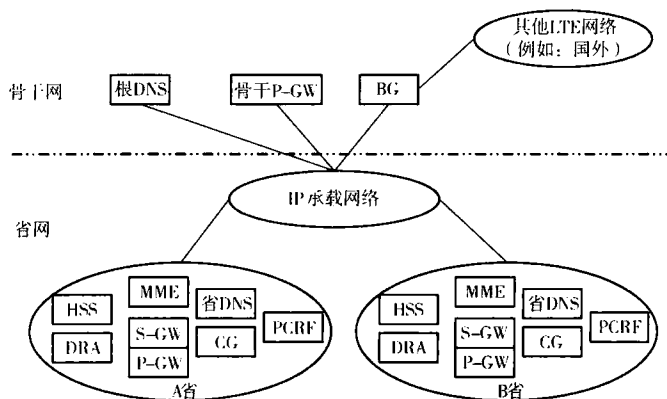 其他LTE网络
（例如：国外）
骨干网
根DNS
骨干P-GW
BG
IP承载网络
省网
HSS
MME
省DNS
PCRF
DRA
S-GW
CG
P-GW
A省
HSS
MME
省DNS
PCRF
DRA
S-GW
CG
P-GW
B省